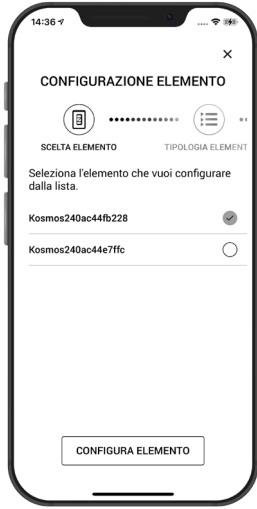 14:36
CONFIGURAZIONE ELEMENTO
SCELTA ELEMENTO
TIPOLOGIA ELEMENT
Seleziona l'elemento che vuoi configurare
dalla lista.
Kosmos240ac44fb228
Kosmos240ac44e7ffc
CONFIGURA ELEMENTO